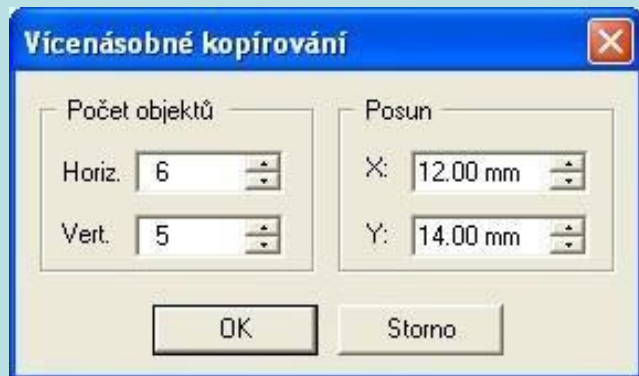 Vícenásobné kopírování
Počet objektů
Horiz. 6
Vert. 5
Posun
X: 12.00 mm
Y: 14.00 mm
OK
Storno